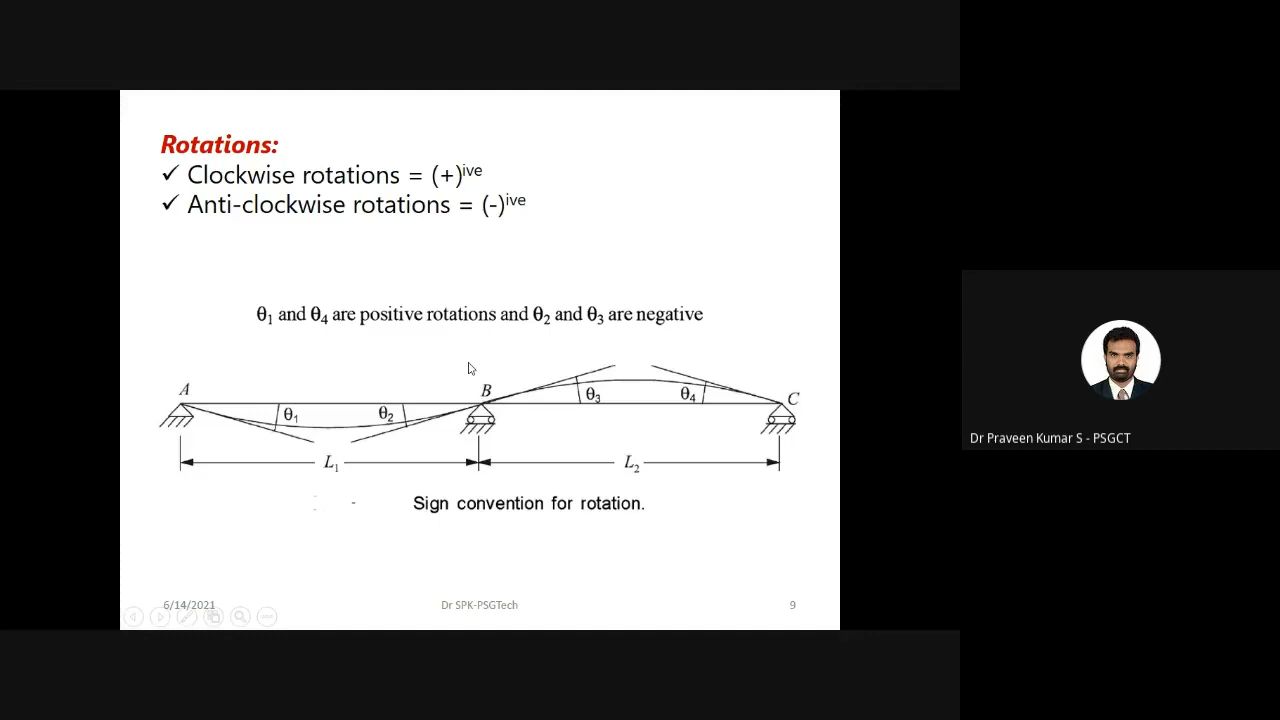 Rotations:
✓ Clockwise rotations = (+)ive
✓ Anti-clockwise rotations = (-)ive
θ1 and θ4 are positive rotations and θ2 and θ3 are negative
A
B
C
θ1
θ2
θ3
θ4
L1
L2
Sign convention for rotation.
6/14/2021
Dr SPK-PSGTech
9
Dr Praveen Kumar S - PSGCT